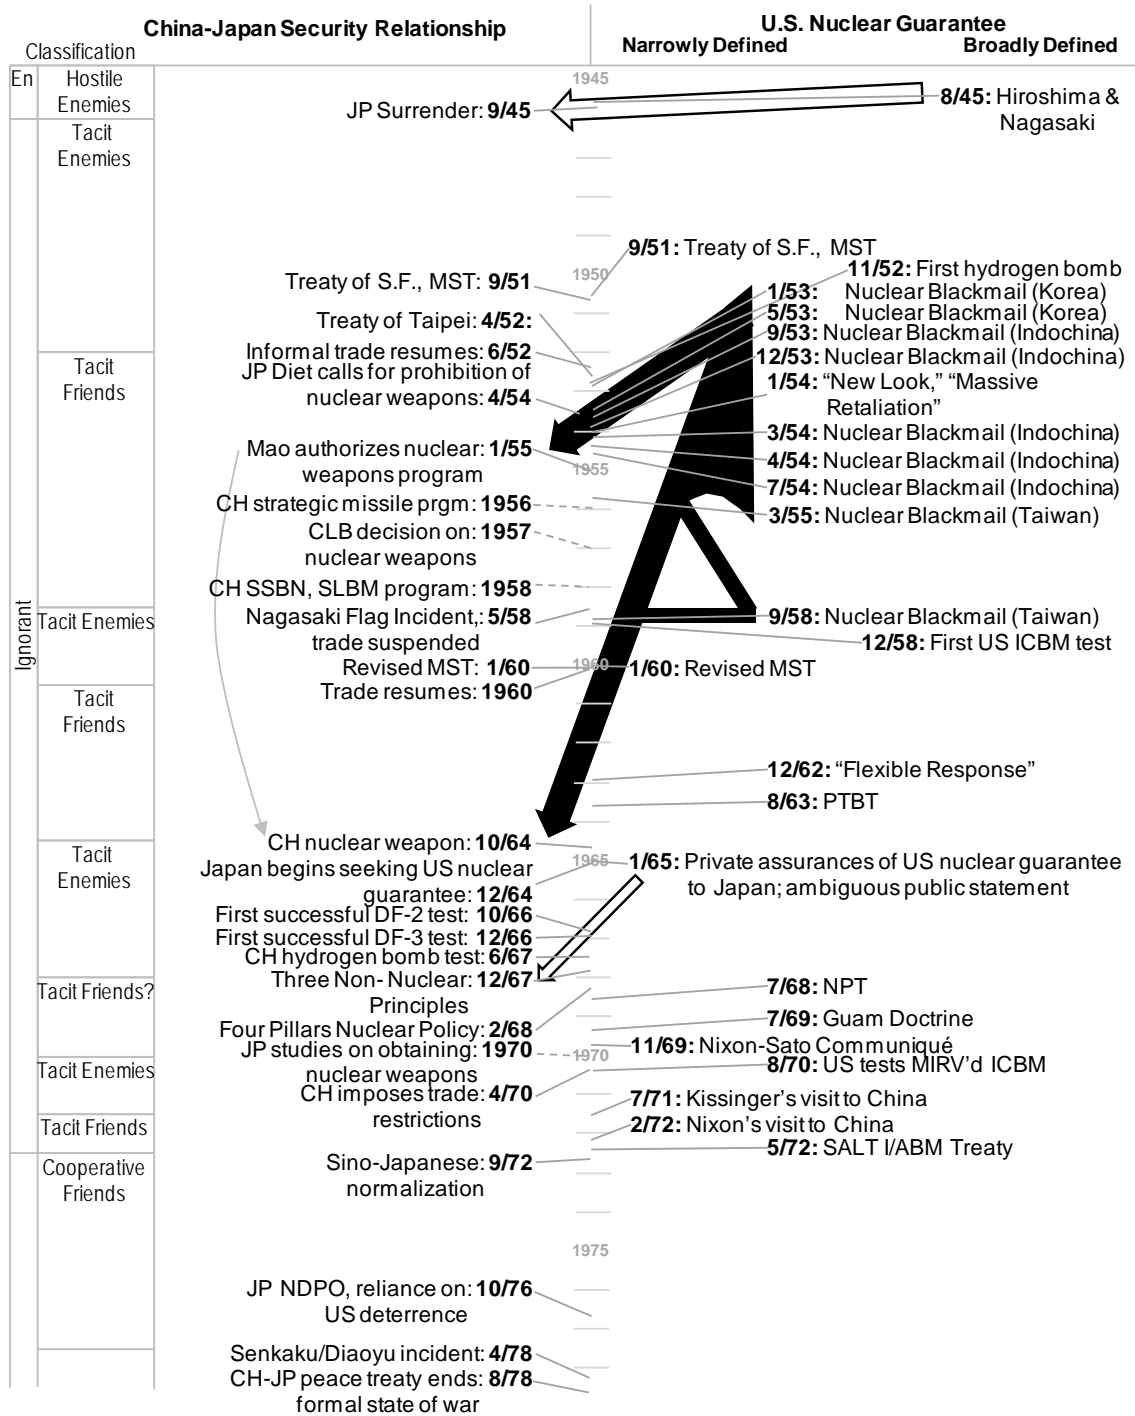 China-Japan Security Relationship
U.S. Nuclear Guarantee
Narrowly Defined
Broadly Defined
Classification
En
Hostile
Enemies
Tacit
Enemies
Tacit
Friends
Tacit Enemies
Tacit
Friends
Tacit
Enemies
Tacit Friends?
Tacit Enemies
Tacit Friends
Cooperative
Friends
Ignorant
JP Surrender: 9/45
Treaty of S.F., MST: 9/51
Treaty of Taipei: 4/52:
Informal trade resumes: 6/52
JP Diet calls for prohibition of
nuclear weapons: 4/54
Mao authorizes nuclear: 1/55
weapons program
CH strategic missile prgm: 1956
CLB decision on: 1957
nuclear weapons
CH SSBN, SLBM program: 1958
Nagasaki Flag Incident,: 5/58
trade suspended
Revised MST: 1/60
Trade resumes: 1960
CH nuclear weapon: 10/64
Japan begins seeking US nuclear
guarantee: 12/64
First successful DF-2 test: 10/66
First successful DF-3 test: 12/66
CH hydrogen bomb test: 6/67
Three Non-Nuclear: 12/67
Principles
Four Pillars Nuclear Policy: 2/68
JP studies on obtaining: 1970
nuclear weapons
CH imposes trade: 4/70
restrictions
Sino-Japanese: 9/72
normalization
JP NDPO, reliance on: 10/76
US deterrence
Senkaku/Diaoyu incident: 4/78
CH-JP peace treaty ends: 8/78
formal state of war
1945
1950
1955
1960
1965
1970
1975
8/45: Hiroshima &
Nagasaki
9/51: Treaty of S.F., MST
11/52: First hydrogen bomb
1/53: Nuclear Blackmail (Korea)
5/53: Nuclear Blackmail (Korea)
9/53: Nuclear Blackmail (Indochina)
12/53: Nuclear Blackmail (Indochina)
1/54: “New Look,” “Massive
Retaliation”
3/54: Nuclear Blackmail (Indochina)
4/54: Nuclear Blackmail (Indochina)
7/54: Nuclear Blackmail (Indochina)
3/55: Nuclear Blackmail (Taiwan)
9/58: Nuclear Blackmail (Taiwan)
12/58: First US ICBM test
1/60: Revised MST
12/62: “Flexible Response”
8/63: PTBT
1/65: Private assurances of US nuclear guarantee
to Japan; ambiguous public statement
7/68: NPT
7/69: Guam Doctrine
11/69: Nixon-Sato Communiqué
8/70: US tests MIRV’d ICBM
7/71: Kissinger’s visit to China
2/72: Nixon’s visit to China
5/72: SALT I/ABM Treaty